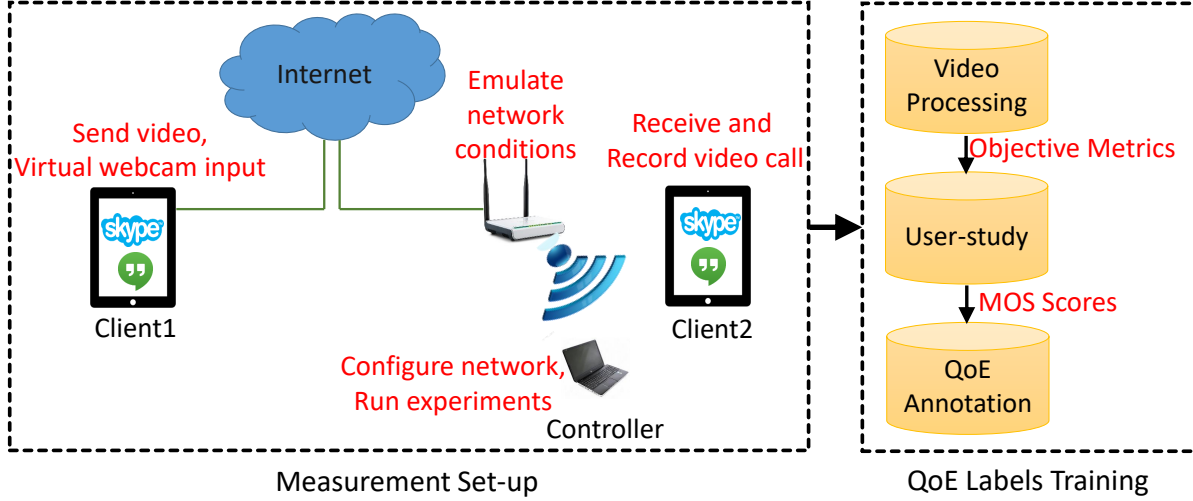 Internet
Send video,
Virtual webcam input
skype
Client1
Emulate
network
conditions
Receive and
Record video call
skype
Client2
Configure network,
Run experiments
Controller
Measurement Set-up
Video
Processing
Objective Metrics
User-study
MOS Scores
QoE
Annotation
QoE Labels Training